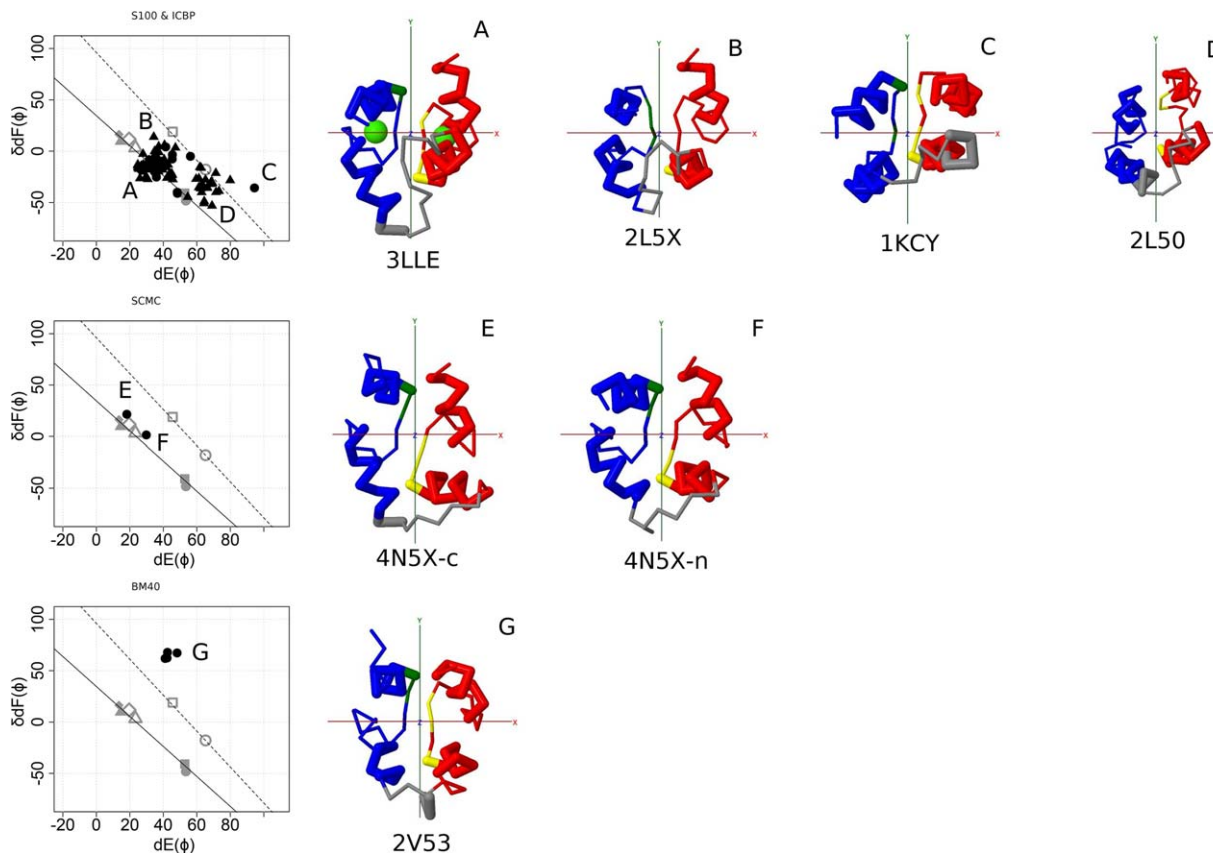 S100 & ICBP
100
50
0
-50
δdF(ϕ)
B
A
C
D
-20 0 20 40 60 80
dE(ϕ)
A
Y
X
3LLE
B
Y
Z
X
2L5X
C
Y
Z
X
1KCY
D
Y
Z
X
2L50
SCMC
100
50
0
-50
δdF(ϕ)
E
F
-20 0 20 40 60 80
dE(ϕ)
E
Y
Z
X
4N5X-c
F
Y
Z
X
4N5X-n
BM40
100
50
0
-50
δdF(ϕ)
G
-20 0 20 40 60 80
dE(ϕ)
G
Y
Z
X
2V53